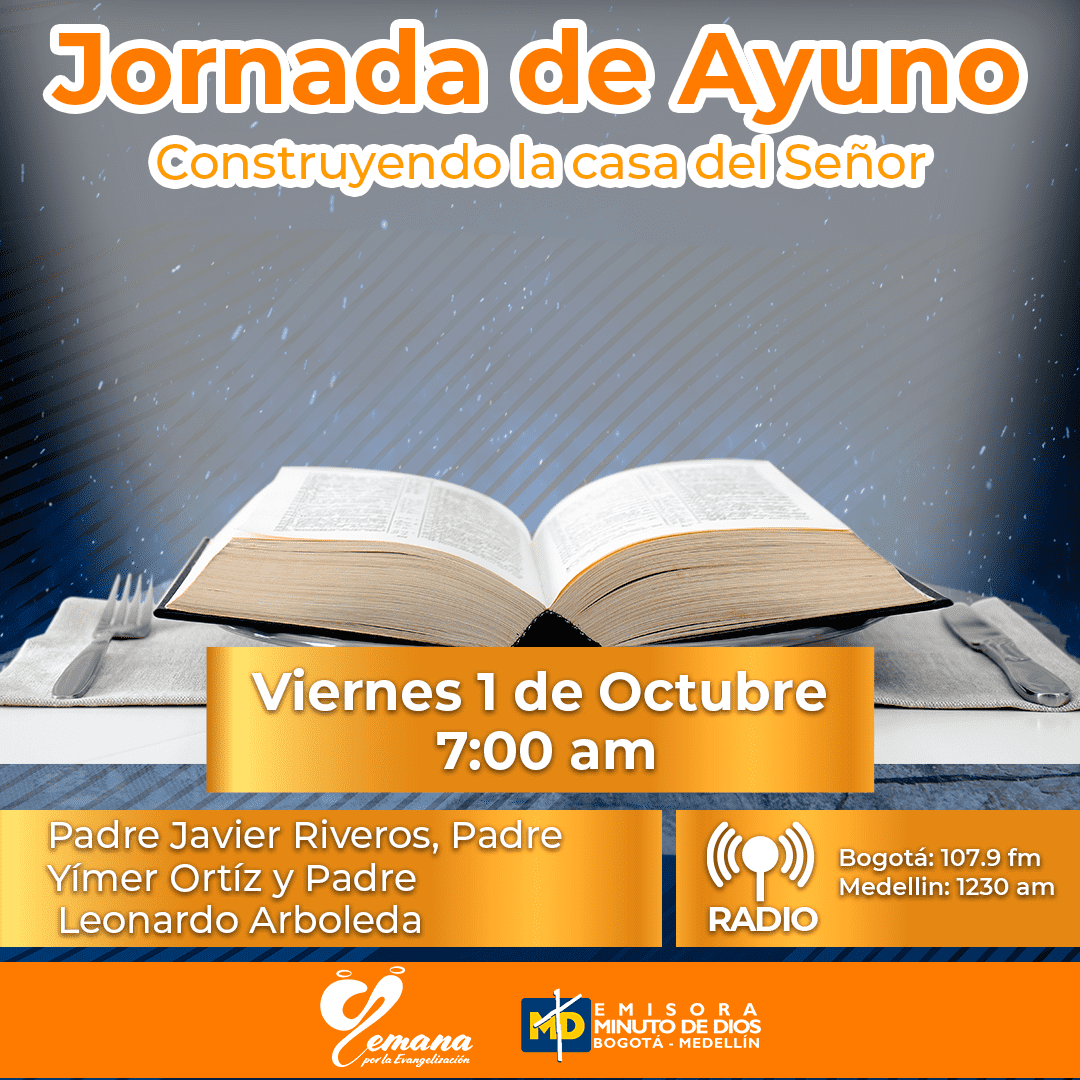 Jornada de Ayuno
Construyendo la casa del Señor
Viernes 1 de Octubre
7:00 am
Padre Javier Riveros, Padre
Yímer Ortíz y Padre
Leonardo Arboleda
RADIO
Bogotá: 107.9 fm
Medellin: 1230 am
Semana
por la Evangelización
MD
EMISORA
MINUTO DE DIOS
BOGOTÁ - MEDELLÍN